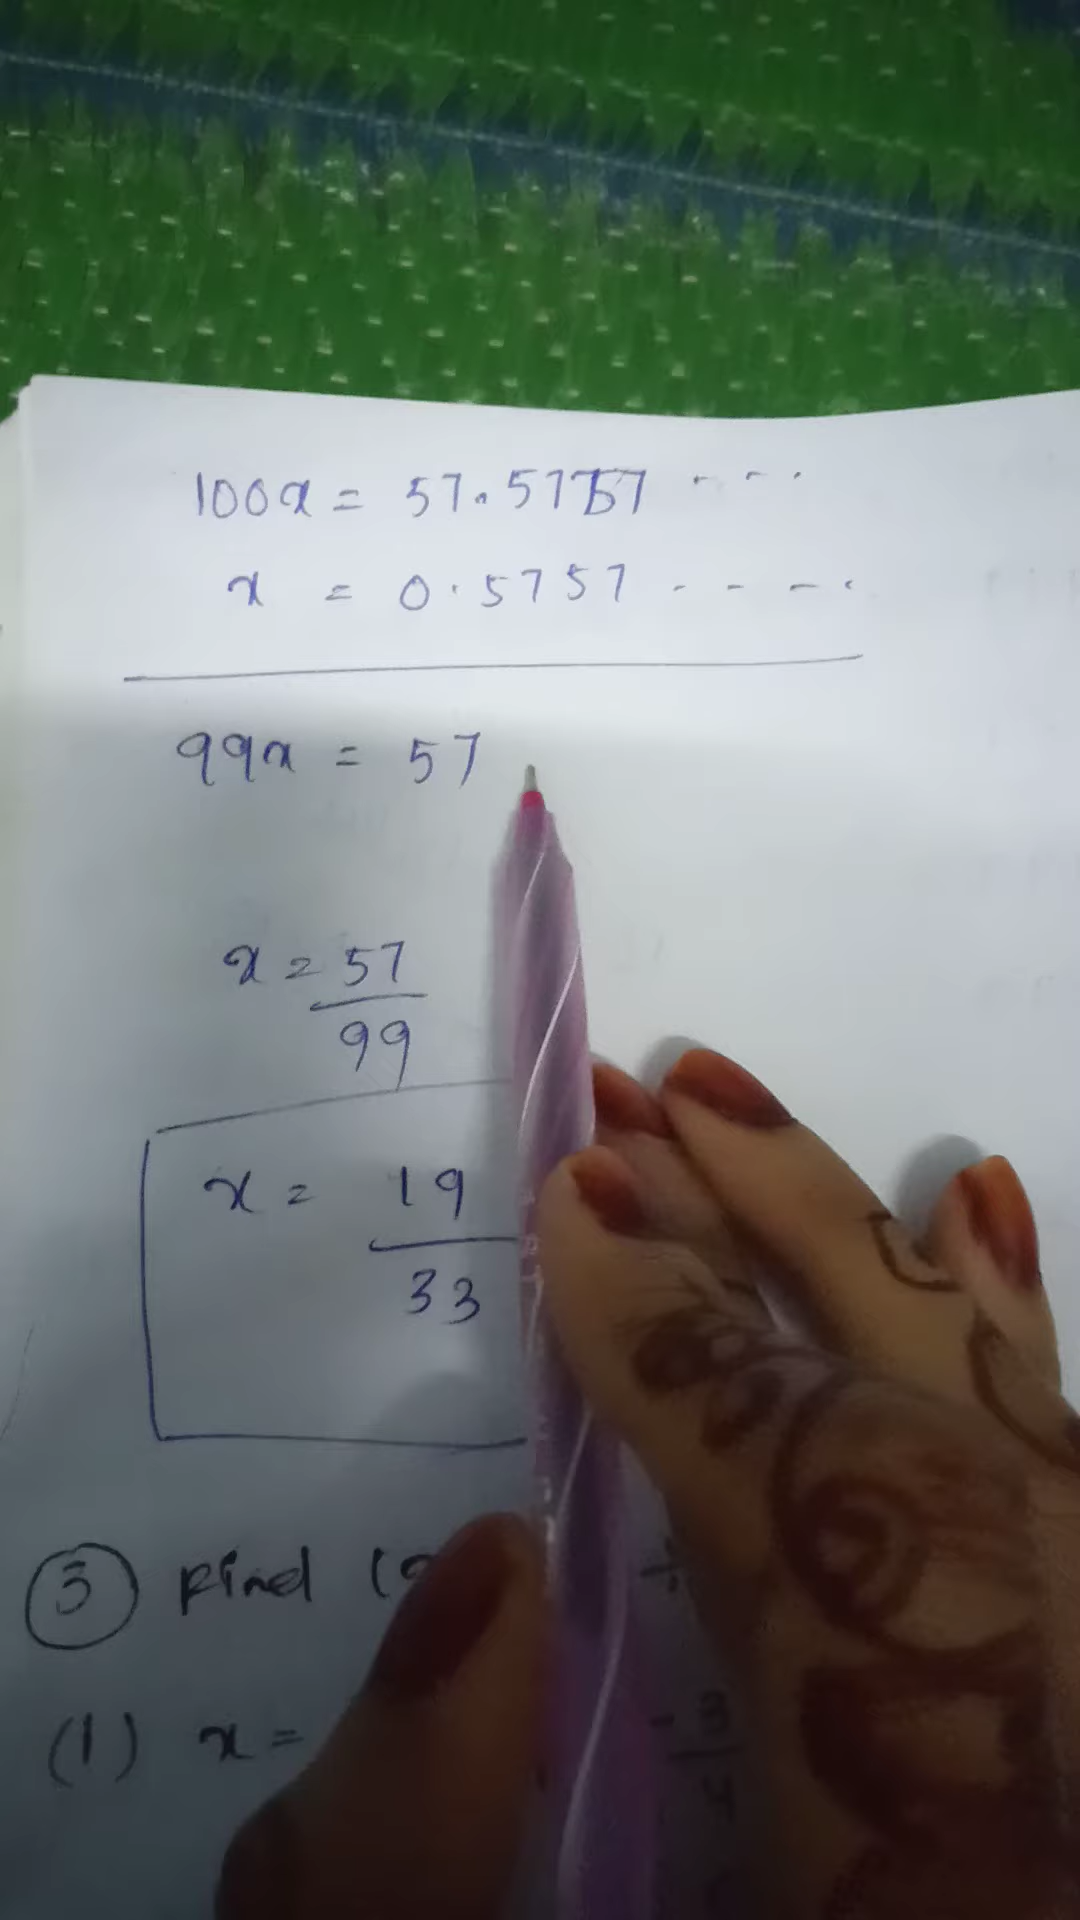 100x = 57.5757 - - - .
x = 0.5757 - - - .
99x = 57
x = 57
99
x = 19
33
③ Find
(1) x =